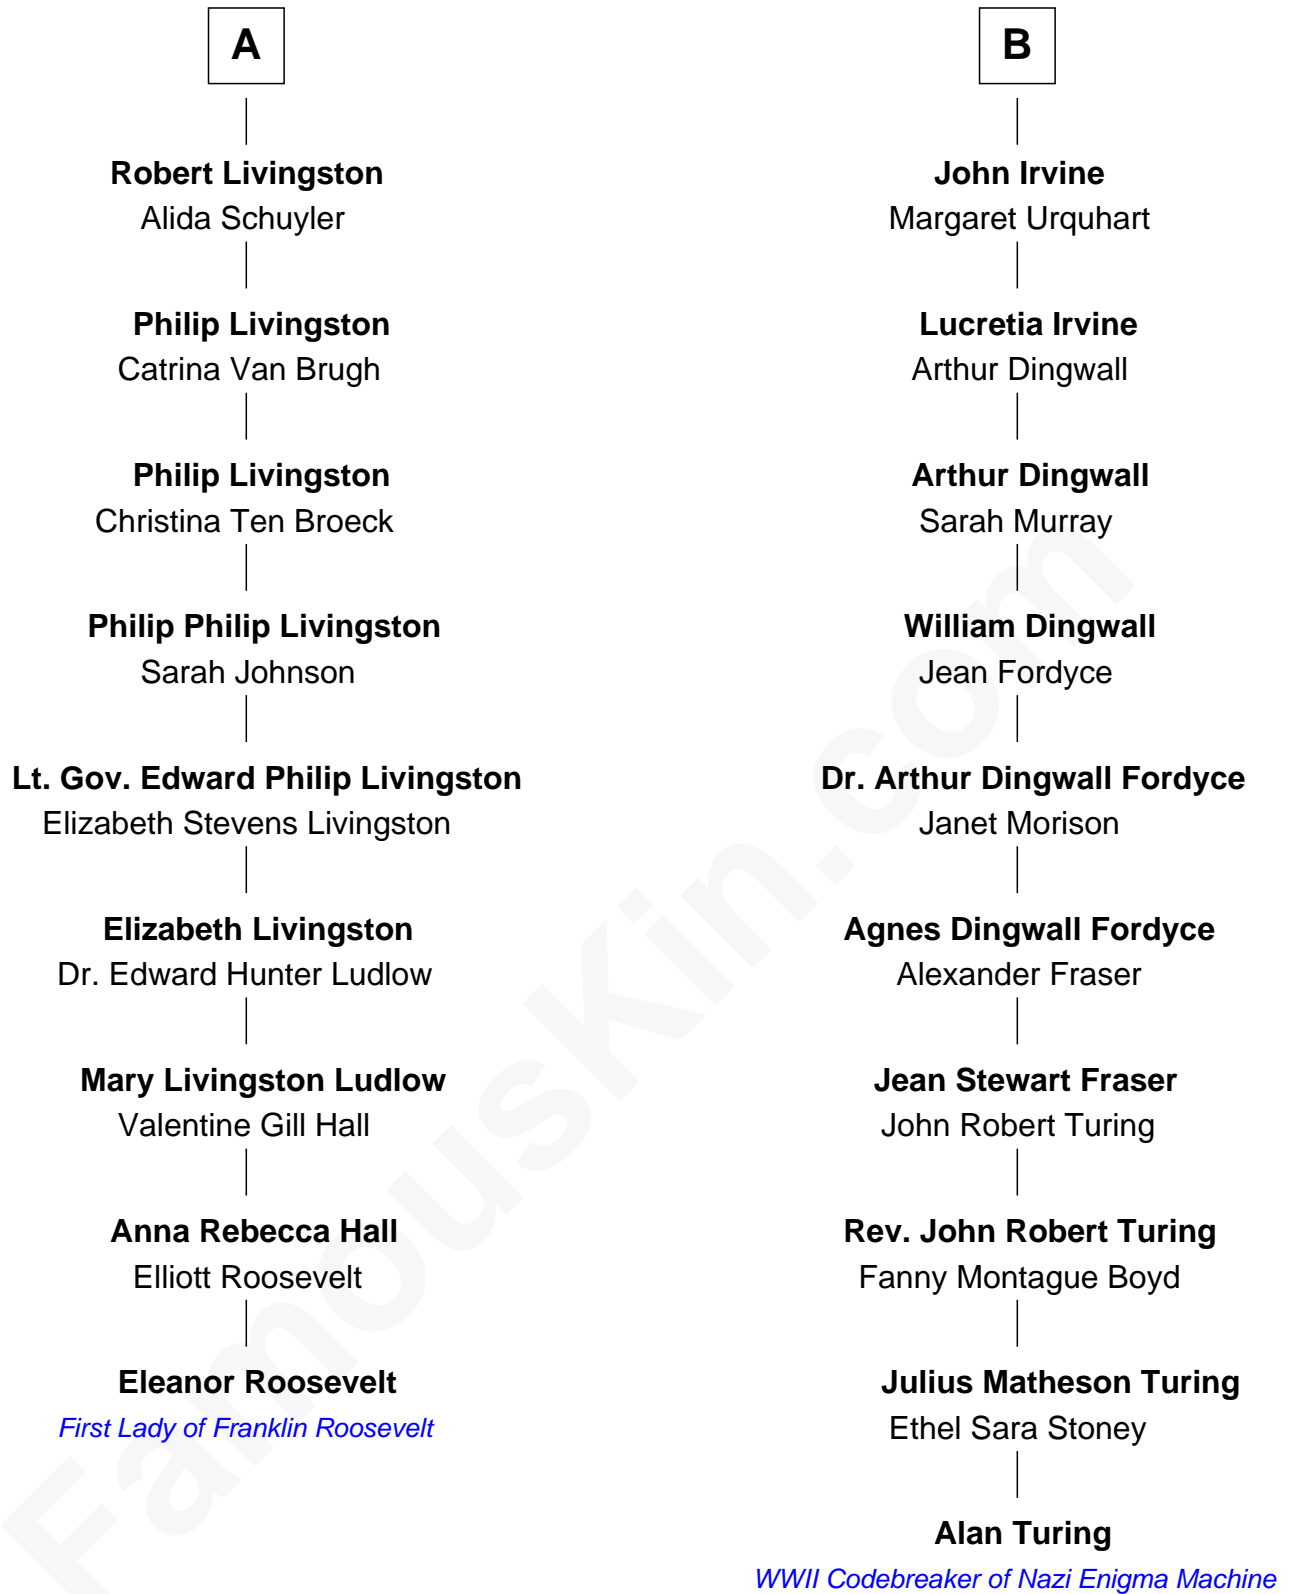 A
Robert Livingston
Alida Schuyler
Philip Livingston
Catrina Van Brugh
Philip Livingston
Christina Ten Broeck
Philip Philip Livingston
Sarah Johnson
Lt. Gov. Edward Philip Livingston
Elizabeth Stevens Livingston
Elizabeth Livingston
Dr. Edward Hunter Ludlow
Mary Livingston Ludlow
Valentine Gill Hall
Anna Rebecca Hall
Elliott Roosevelt
Eleanor Roosevelt
First Lady of Franklin Roosevelt
B
John Irvine
Margaret Urquhart
Lucretia Irvine
Arthur Dingwall
Arthur Dingwall
Sarah Murray
William Dingwall
Jean Fordyce
Dr. Arthur Dingwall Fordyce
Janet Morison
Agnes Dingwall Fordyce
Alexander Fraser
Jean Stewart Fraser
John Robert Turing
Rev. John Robert Turing
Fanny Montague Boyd
Julius Matheson Turing
Ethel Sara Stoney
Alan Turing
WWII Codebreaker of Nazi Enigma Machine
FamousKin.com